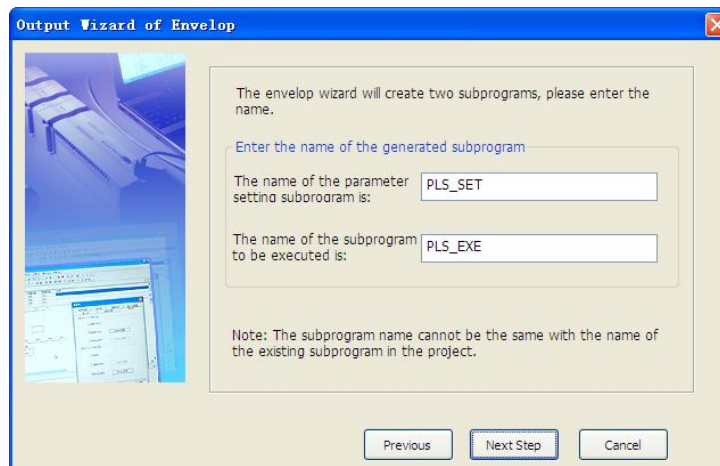 Output Wizard of Envelop
The envelop wizard will create two subprograms, please enter the
name.
Enter the name of the generated subprogram
The name of the parameter
setting subprogram is:
PLS_SET
The name of the subprogram
to be executed is:
PLS_EXE
Note: The subprogram name cannot be the same with the name of
the existing subprogram in the project.
Previous
Next Step
Cancel